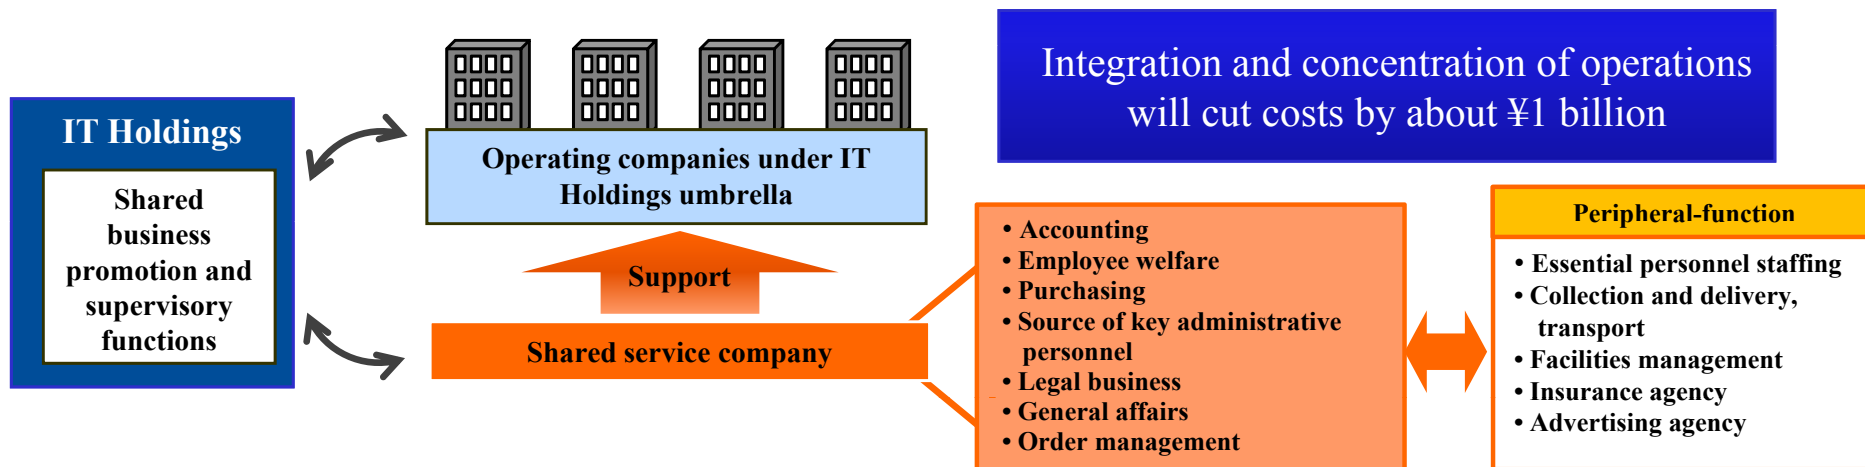 IT Holdings
Shared
business
promotion and
supervisory
functions
Operating companies under IT
Holdings umbrella
Support
Shared service company
Integration and concentration of operations
will cut costs by about ¥1 billion
• Accounting
• Employee welfare
• Purchasing
• Source of key administrative
personnel
• Legal business
• General affairs
• Order management
Peripheral-function
• Essential personnel staffing
• Collection and delivery,
transport
• Facilities management
• Insurance agency
• Advertising agency